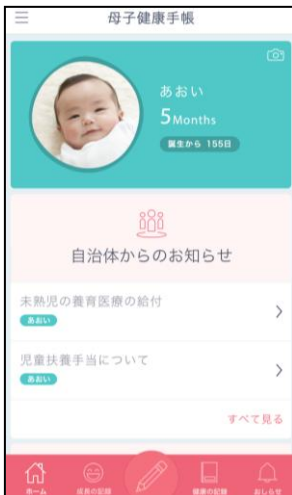 母子健康手帳
あおい
5Months
誕生から 155日
自治体からのお知らせ
未熟児の養育医療の給付
あおい
児童扶養手当について
あおい
すべて見る
ホーム 成長の記録 健康の記録 おしらせ